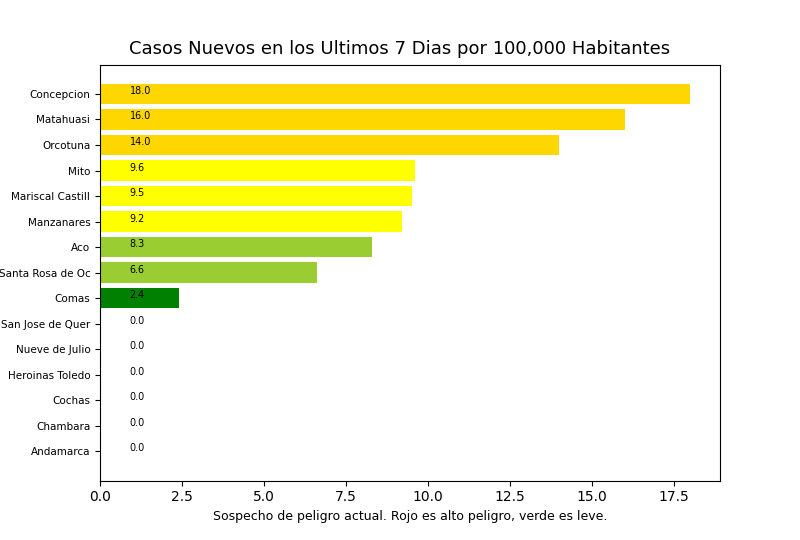 Casos Nuevos en los Ultimos 7 Dias por 100,000 Habitantes
Concepcion 18.0
Matahuasi 16.0
Orcotuna 14.0
Mito 9.6
Mariscal Castill 9.5
Manzanares 9.2
Aco 8.3
Santa Rosa de Oc 6.6
Comas 2.4
San Jose de Quer 0.0
Nueve de Julio 0.0
Heroinas Toledo 0.0
Cochas 0.0
Chambara 0.0
Andamarca 0.0
0.0 2.5 5.0 7.5 10.0 12.5 15.0 17.5
Sospecho de peligro actual. Rojo es alto peligro, verde es leve.